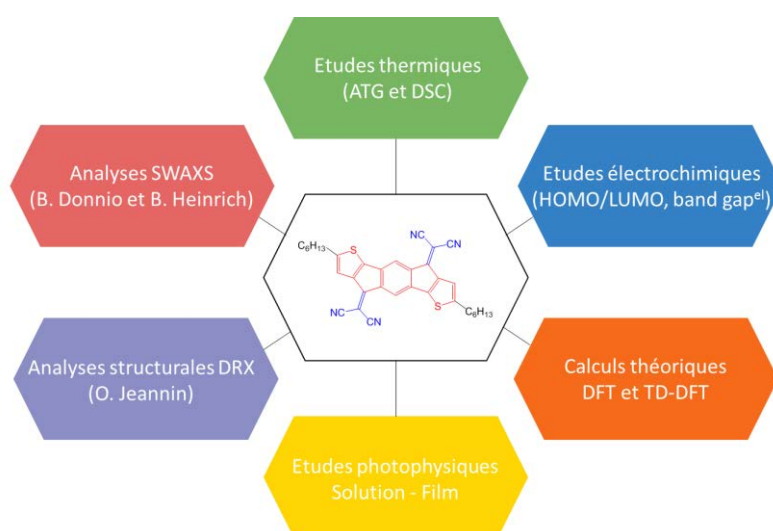 Etudes thermiques
(ATG et DSC)
Analyses SWAXS
(B. Donnio et B. Heinrich)
Etudes électrochimiques
(HOMO/LUMO, band gapᵉˡ)
NC
CN
C₆H₁₃
S
S
C₆H₁₃
NC
CN
Analyses structurales DRX
(O. Jeannin)
Calculs théoriques
DFT et TD-DFT
Etudes photophysiques
Solution - Film